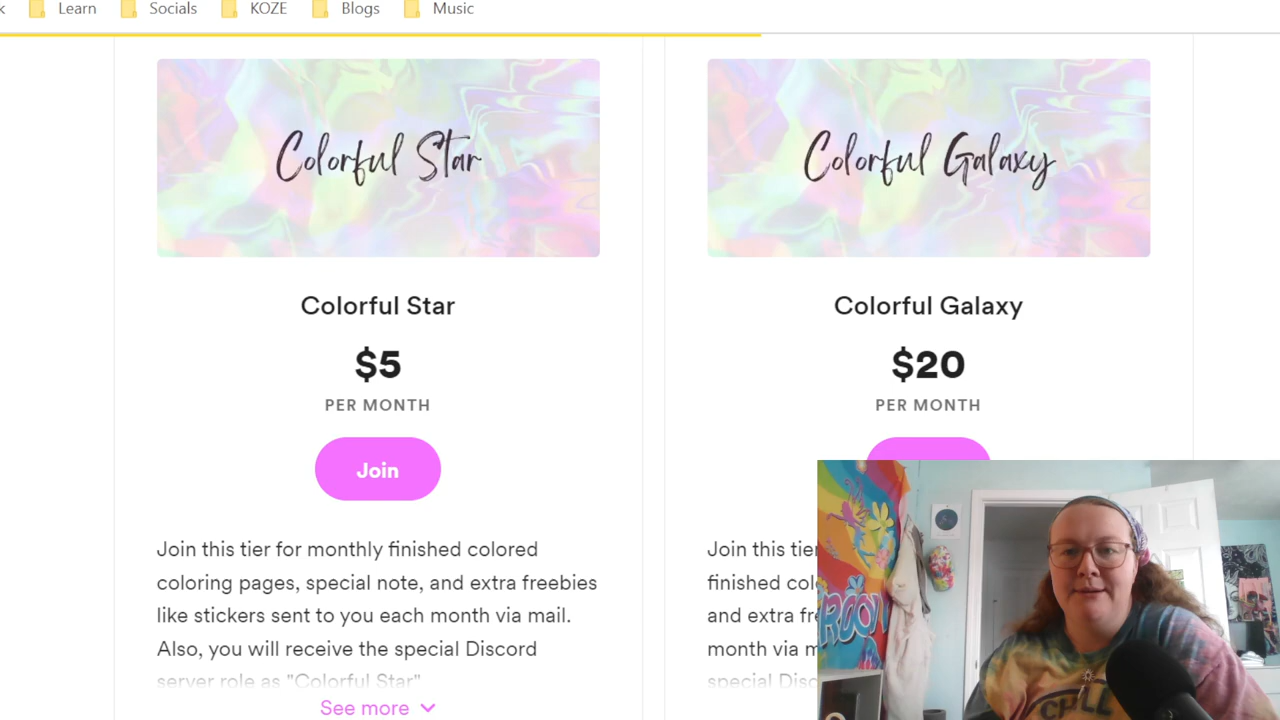 Learn
Socials
KOZE
Blogs
Music
Colorful Star
Colorful Galaxy
Colorful Star
$5
PER MONTH
Join
Join this tier for monthly finished colored
coloring pages, special note, and extra freebies
like stickers sent to you each month via mail.
Also, you will receive the special Discord
server role as "Colorful Star"
See more
Colorful Galaxy
$20
PER MONTH
Join this tier
finished
and extra
month via
special
CHILL